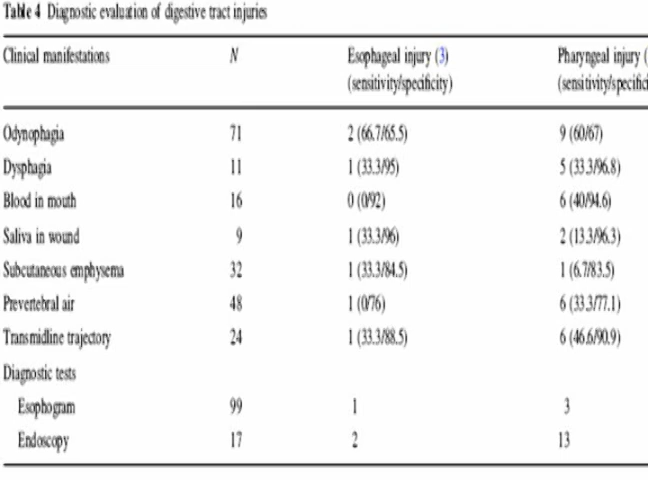 Table 4 Diagnostic evaluation of digestive tract injuries
Clinical manifestations N Esophageal injury (3) Pharyngeal injury (
(sensitivity/specificity) (sensitivity/specific
Odynophagia 71 2 (66.7/65.5) 9 (60/67)
Dysphagia 11 1 (33.3/95) 5 (33.3/96.8)
Blood in mouth 16 0 (0/92) 6 (40/94.6)
Saliva in wound 9 1 (33.3/96) 2 (13.3/96.3)
Subcutaneous emphysema 32 1 (33.3/84.5) 1 (6.7/83.5)
Prevertebral air 48 1 (0/76) 6 (33.3/77.1)
Transmidline trajectory 24 1 (33.3/88.5) 6 (46.6/90.9)
Diagnostic tests
Esophogram 99 1 3
Endoscopy 17 2 13